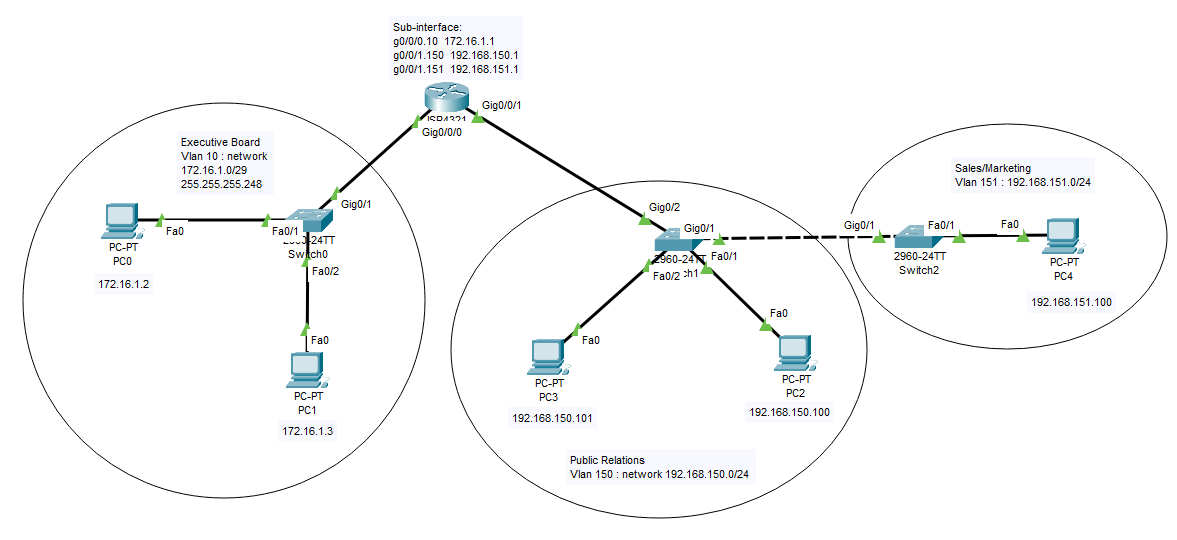 Sub-interface:
g0/0/0.10 172.16.1.1
g0/0/1.150 192.168.150.1
g0/0/1.151 192.168.151.1
Gig0/0/1
Gig0/0/0
Executive Board
Vlan 10 : network
172.16.1.0/29
255.255.255.248
Gig0/1
Fa0
Fa0/1
PC-PT
PC0
172.16.1.2
Switch0
Fa0/2
Fa0
PC-PT
PC1
172.16.1.3
Gig0/2
Gig0/1
2960-24TT
Fa0/1
Fa0/2
Fa0
PC-PT
PC3
192.168.150.101
Fa0
PC-PT
PC2
192.168.150.100
Public Relations
Vlan 150 : network 192.168.150.0/24
Sales/Marketing
Vlan 151 : 192.168.151.0/24
Gig0/1
Fa0/1
Fa0
2960-24TT
Switch2
PC-PT
PC4
192.168.151.100